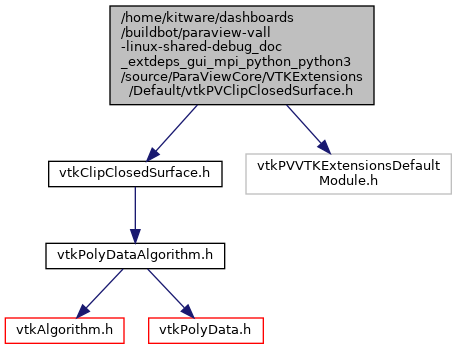 /home/kitware/dashboards
/buildbot/paraview-vall
-linux-shared-debug_doc
_extdeps_gui_mpi_python_python3
/source/ParaViewCore/VTKExtensions
/Default/vtkPVClipClosedSurface.h
vtkClipClosedSurface.h
vtkPVVTKExtensionsDefault
Module.h
vtkPolyDataAlgorithm.h
vtkAlgorithm.h
vtkPolyData.h